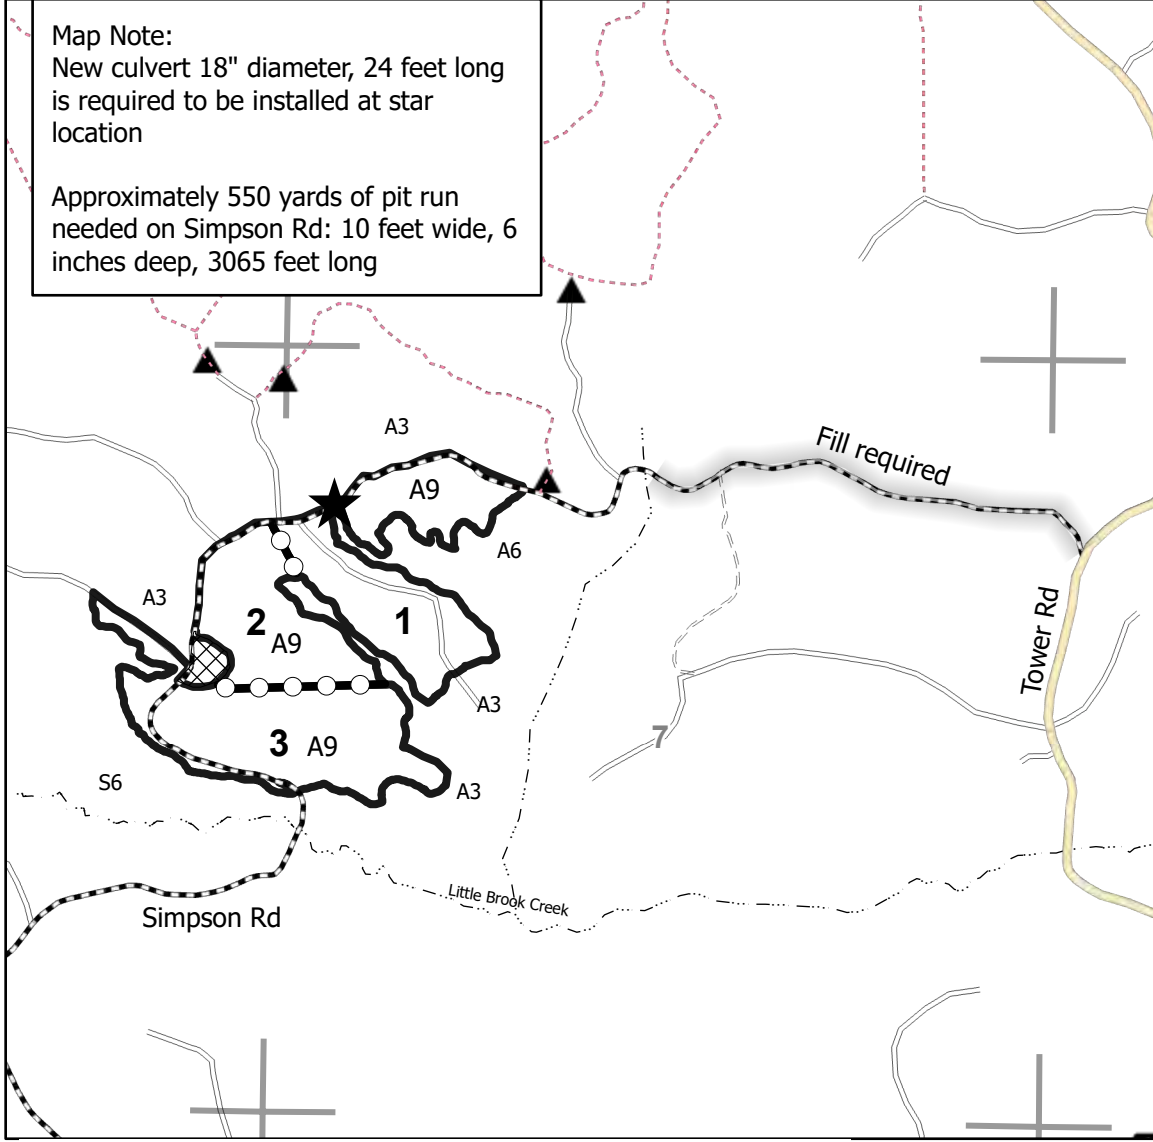 Map Note:
New culvert 18" diameter, 24 feet long
is required to be installed at star
location
Approximately 550 yards of pit run
needed on Simpson Rd: 10 feet wide, 6
inches deep, 3065 feet long
A3
Fill required
A9
A6
A3
2
A9
1
Tower Rd
A3
7
3 A9
S6
A3
Little Brook Creek
Simpson Rd